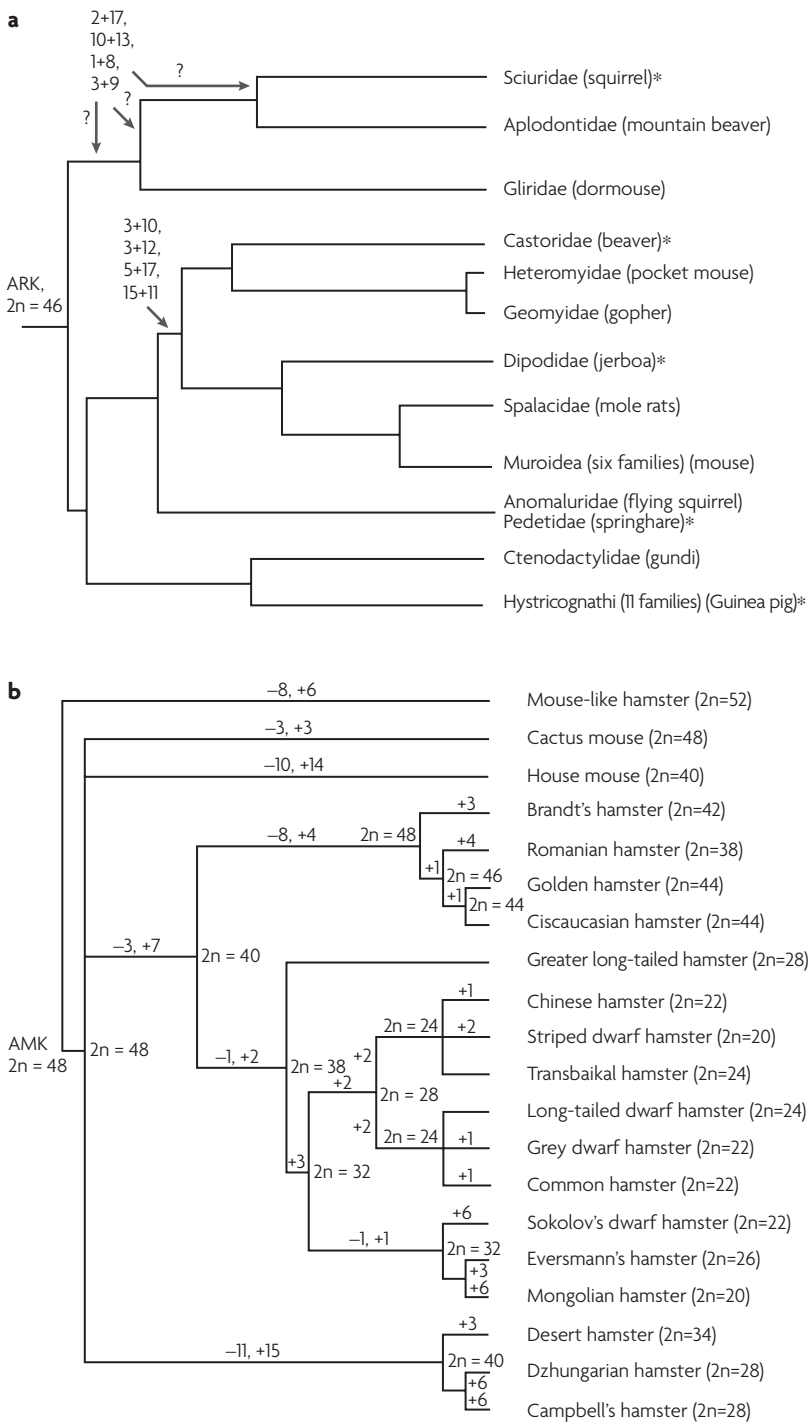 a
2+17,
10+13,
1+8,
3+9
?
?
?
Sciuridae (squirrel)*
Aplodontidae (mountain beaver)
Gliridae (dormouse)
3+10,
3+12,
5+17,
15+11
Castoridae (beaver)*
Heteromyidae (pocket mouse)
Geomyidae (gopher)
ARK,
2n = 46
Dipodidae (jerboa)*
Spalacidae (mole rats)
Muroidea (six families) (mouse)
Anomaluridae (flying squirrel)
Pedetidae (springhare)*
Ctenodactylidae (gundi)
Hystricognathi (11 families) (Guinea pig)*
b
–8, +6
Mouse-like hamster (2n=52)
–3, +3
Cactus mouse (2n=48)
–10, +14
House mouse (2n=40)
+3
Brandt's hamster (2n=42)
–8, +4
2n = 48
+4
Romanian hamster (2n=38)
+1
2n = 46
Golden hamster (2n=44)
+1
2n = 44
Ciscaucasian hamster (2n=44)
–3, +7
2n = 40
Greater long-tailed hamster (2n=28)
+1
Chinese hamster (2n=22)
2n = 24
+2
Striped dwarf hamster (2n=20)
AMK
2n = 48
2n = 48
–1, +2
2n = 38
+2
+2
Transbaikal hamster (2n=24)
2n = 28
Long-tailed dwarf hamster (2n=24)
+2
2n = 24
+1
Grey dwarf hamster (2n=22)
+3
2n = 32
+1
Common hamster (2n=22)
+6
Sokolov's dwarf hamster (2n=22)
–1, +1
2n = 32
Eversmann's hamster (2n=26)
+3
+6
Mongolian hamster (2n=20)
+3
Desert hamster (2n=34)
–11, +15
2n = 40
Dzhungarian hamster (2n=28)
+6
+6
Campbell's hamster (2n=28)